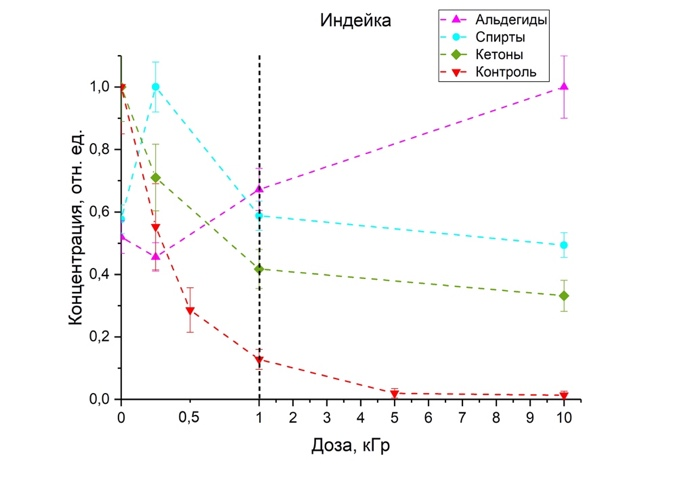 Индейка
Альдегиды
Спирты
Кетоны
Контроль
Концентрация, отн. ед.
1,0
0,8
0,6
0,4
0,2
0,0
0 0,5 1 2 3 4 5 6 7 8 9 10
Доза, кГр